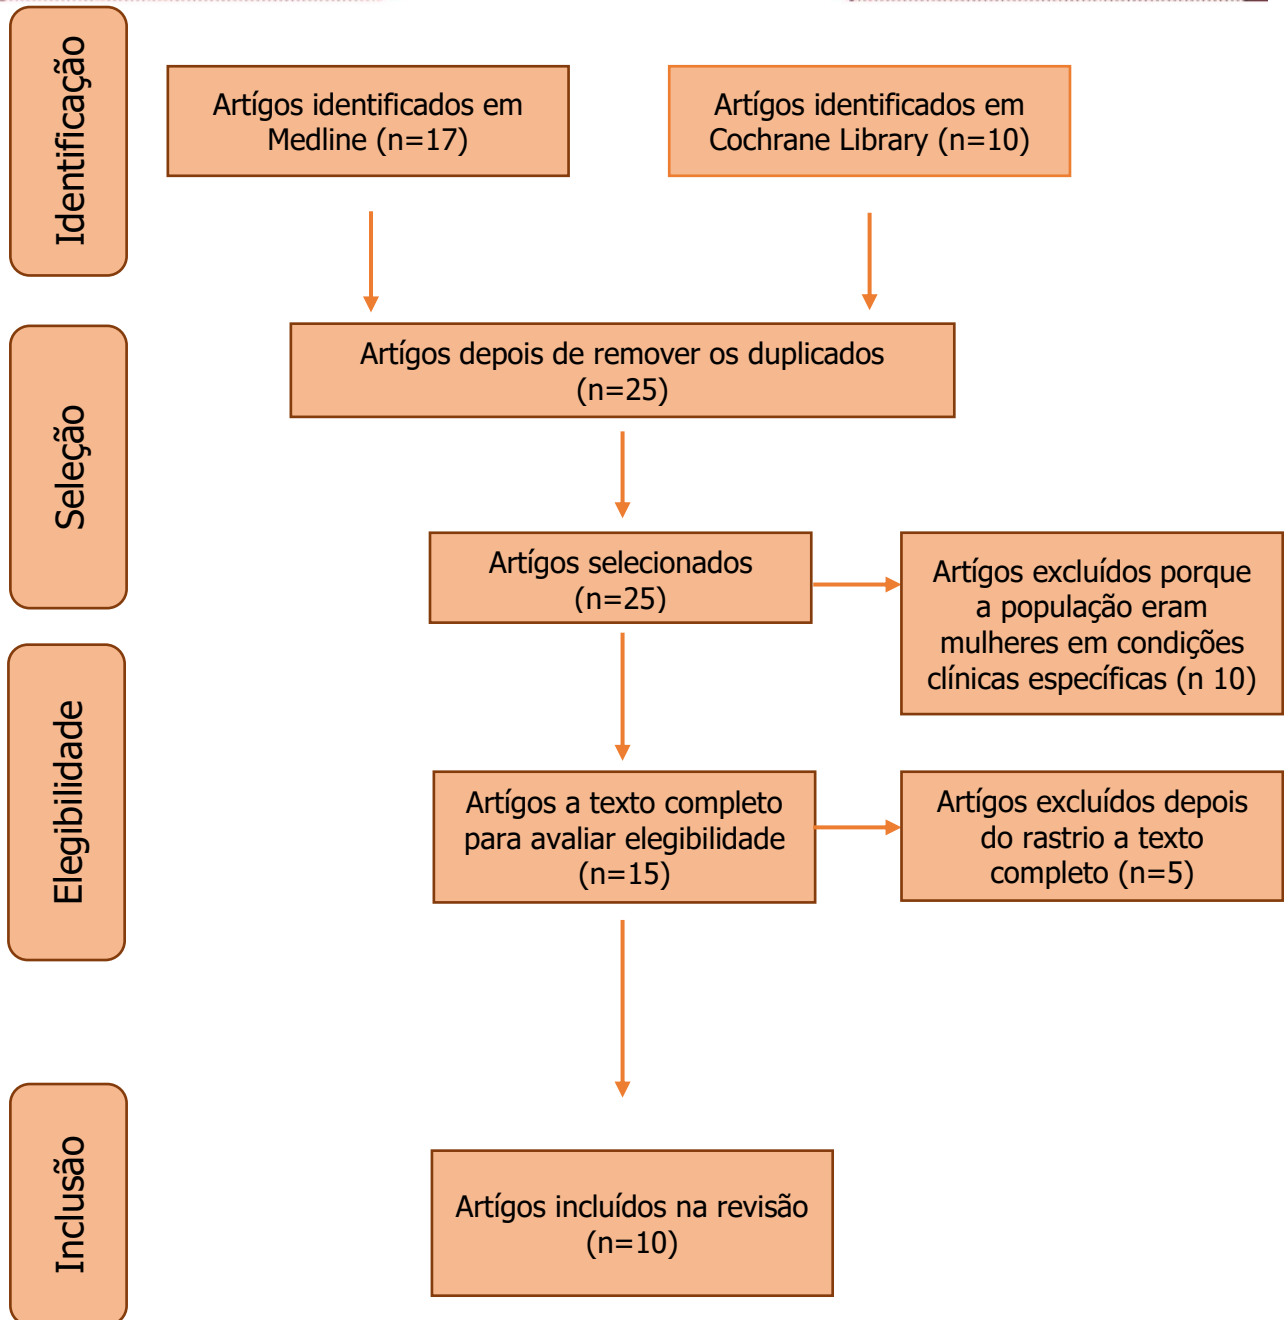 Identificação
Artígos identificados em
Medline (n=17)
Artígos identificados em
Cochrane Library (n=10)
Seleção
Artígos depois de remover os duplicados
(n=25)
Artígos selecionados
(n=25)
Artígos excluídos porque
a população eram
mulheres em condições
clínicas específicas (n 10)
Elegibilidade
Artígos a texto completo
para avaliar elegibilidade
(n=15)
Artígos excluídos depois
do rastrio a texto
completo (n=5)
Inclusão
Artígos incluídos na revisão
(n=10)